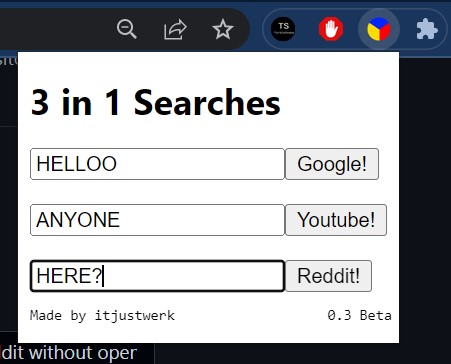 TS
3 in 1 Searches
HELLOO Google!
ANYONE Youtube!
HERE? Reddit!
Made by itjustwerk 0.3 Beta
dit without oper